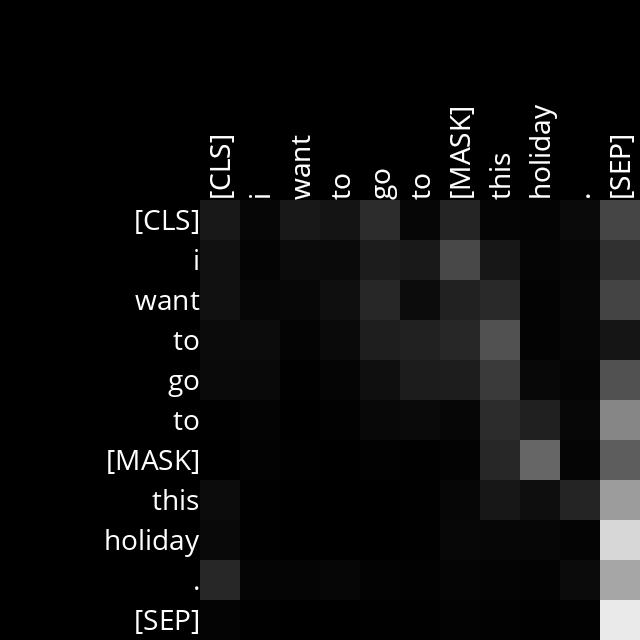 [CLS] i want to go to [MASK] this holiday . [SEP]
[CLS]
i
want
to
go
to
[MASK]
this
holiday
.
[SEP]